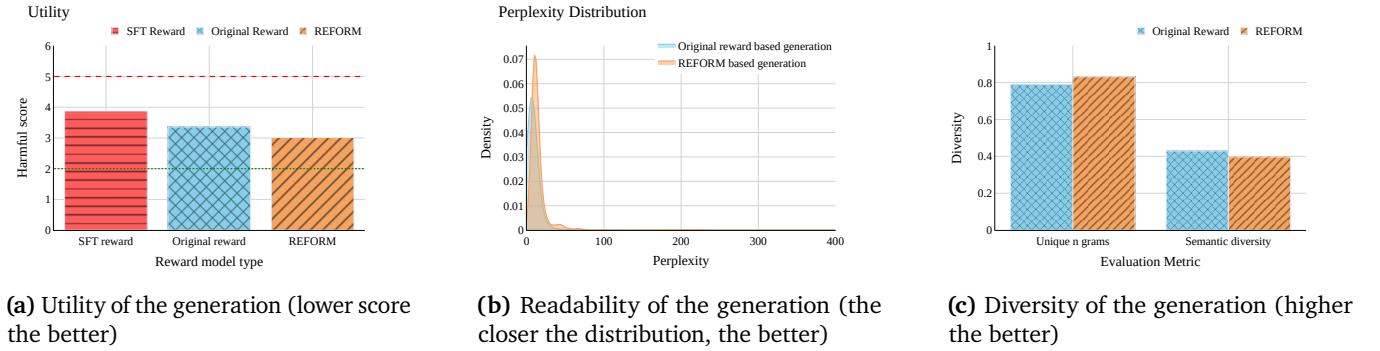 Utility
SFT Reward Original Reward REFORM
6
5
4
3
2
1
0
Harmful score
SFT reward Original reward REFORM
Reward model type
(a) Utility of the generation (lower score
the better)
Perplexity Distribution
Original reward based generation
REFORM based generation
0.07
0.06
0.05
0.04
0.03
0.02
0.01
0
Density
0 100 200 300 400
Perplexity
(b) Readability of the generation (the
closer the distribution, the better)
Original Reward REFORM
1
0.8
0.6
0.4
0.2
0
Diversity
Unique n grams Semantic diversity
Evaluation Metric
(c) Diversity of the generation (higher
the better)